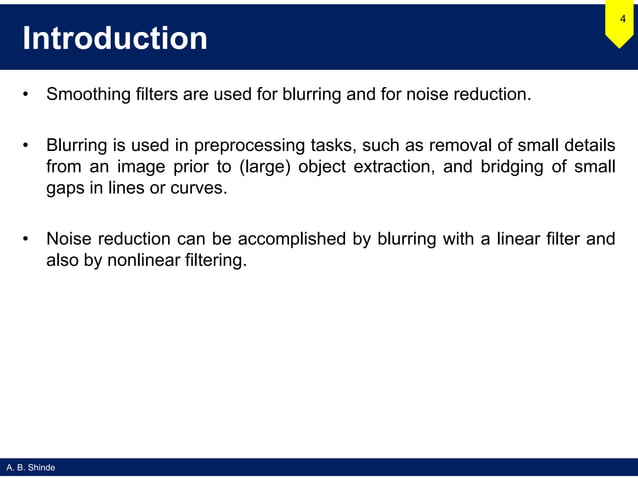 4
Introduction
• Smoothing filters are used for blurring and for noise reduction.
• Blurring is used in preprocessing tasks, such as removal of small details
from an image prior to (large) object extraction, and bridging of small
gaps in lines or curves.
• Noise reduction can be accomplished by blurring with a linear filter and
also by nonlinear filtering.
A. B. Shinde